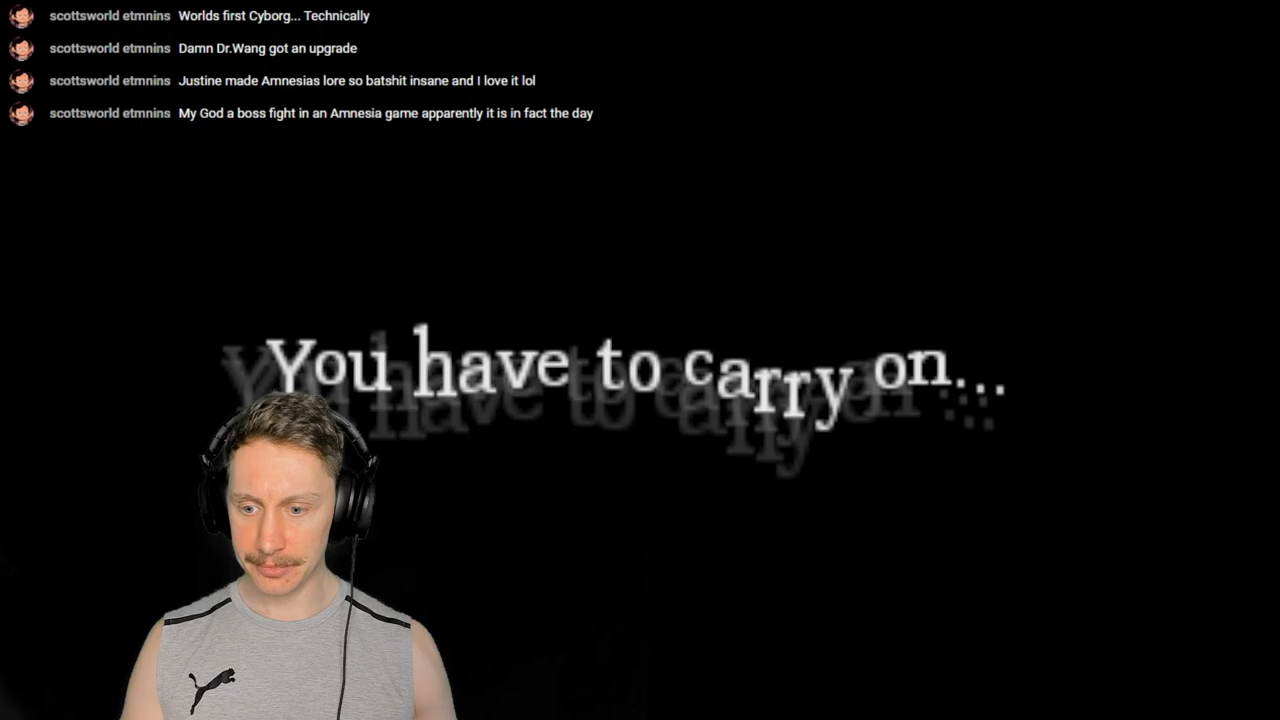 scottsworld etmnins Worlds first Cyborg... Technically
scottsworld etmnins Damn Dr.Wang got an upgrade
scottsworld etmnins Justine made Amnesias lore so batshit insane and I love it lol
scottsworld etmnins My God a boss fight in an Amnesia game apparently it is in fact the day
You have to carry on...